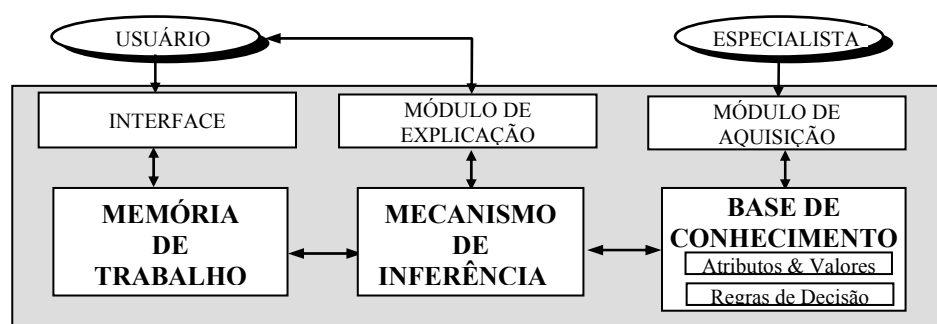 USUÁRIO
ESPECIALISTA
INTERFACE
MÓDULO DE
EXPLICAÇÃO
MÓDULO DE
AQUISIÇÃO
MEMÓRIA
DE
TRABALHO
MECANISMO
DE
INFERÊNCIA
BASE DE
CONHECIMENTO
Atributos & Valores
Regras de Decisão